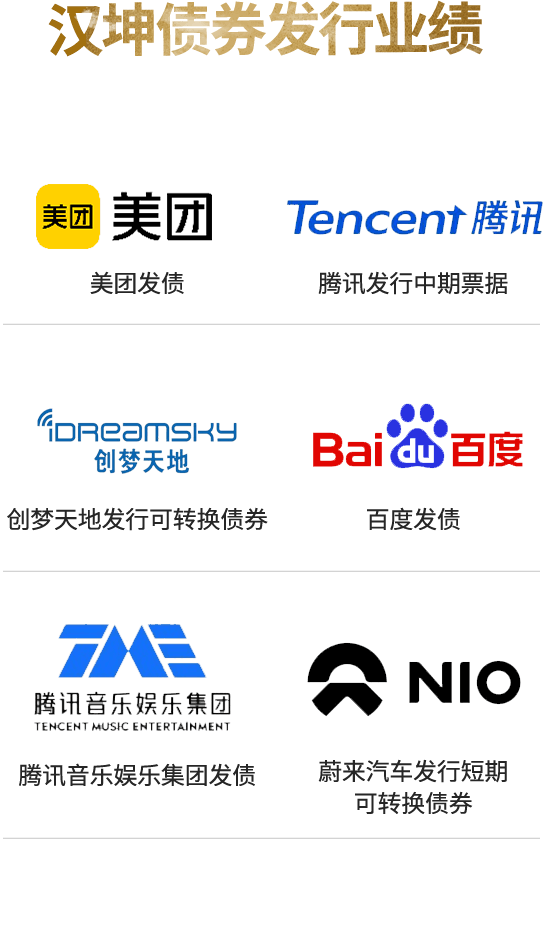 汉坤债券发行业绩
美团 美团
Tencent 腾讯
美团发债
腾讯发行中期票据
iDREAMSKY
创梦天地
Bai du 百度
创梦天地发行可转换债券
百度发债
TME
腾讯音乐娱乐集团
TENCENT MUSIC ENTERTAINMENT
NIO
腾讯音乐娱乐集团发债
蔚来汽车发行短期
可转换债券